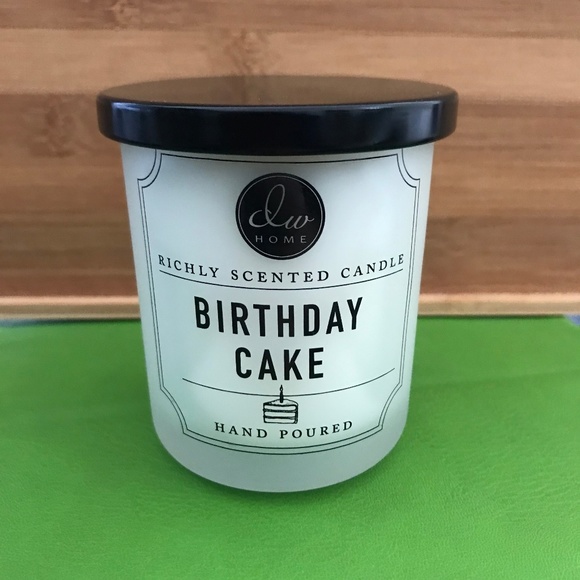 dw
HOME
RICHLY SCENTED CANDLE
BIRTHDAY
CAKE
HAND POURED